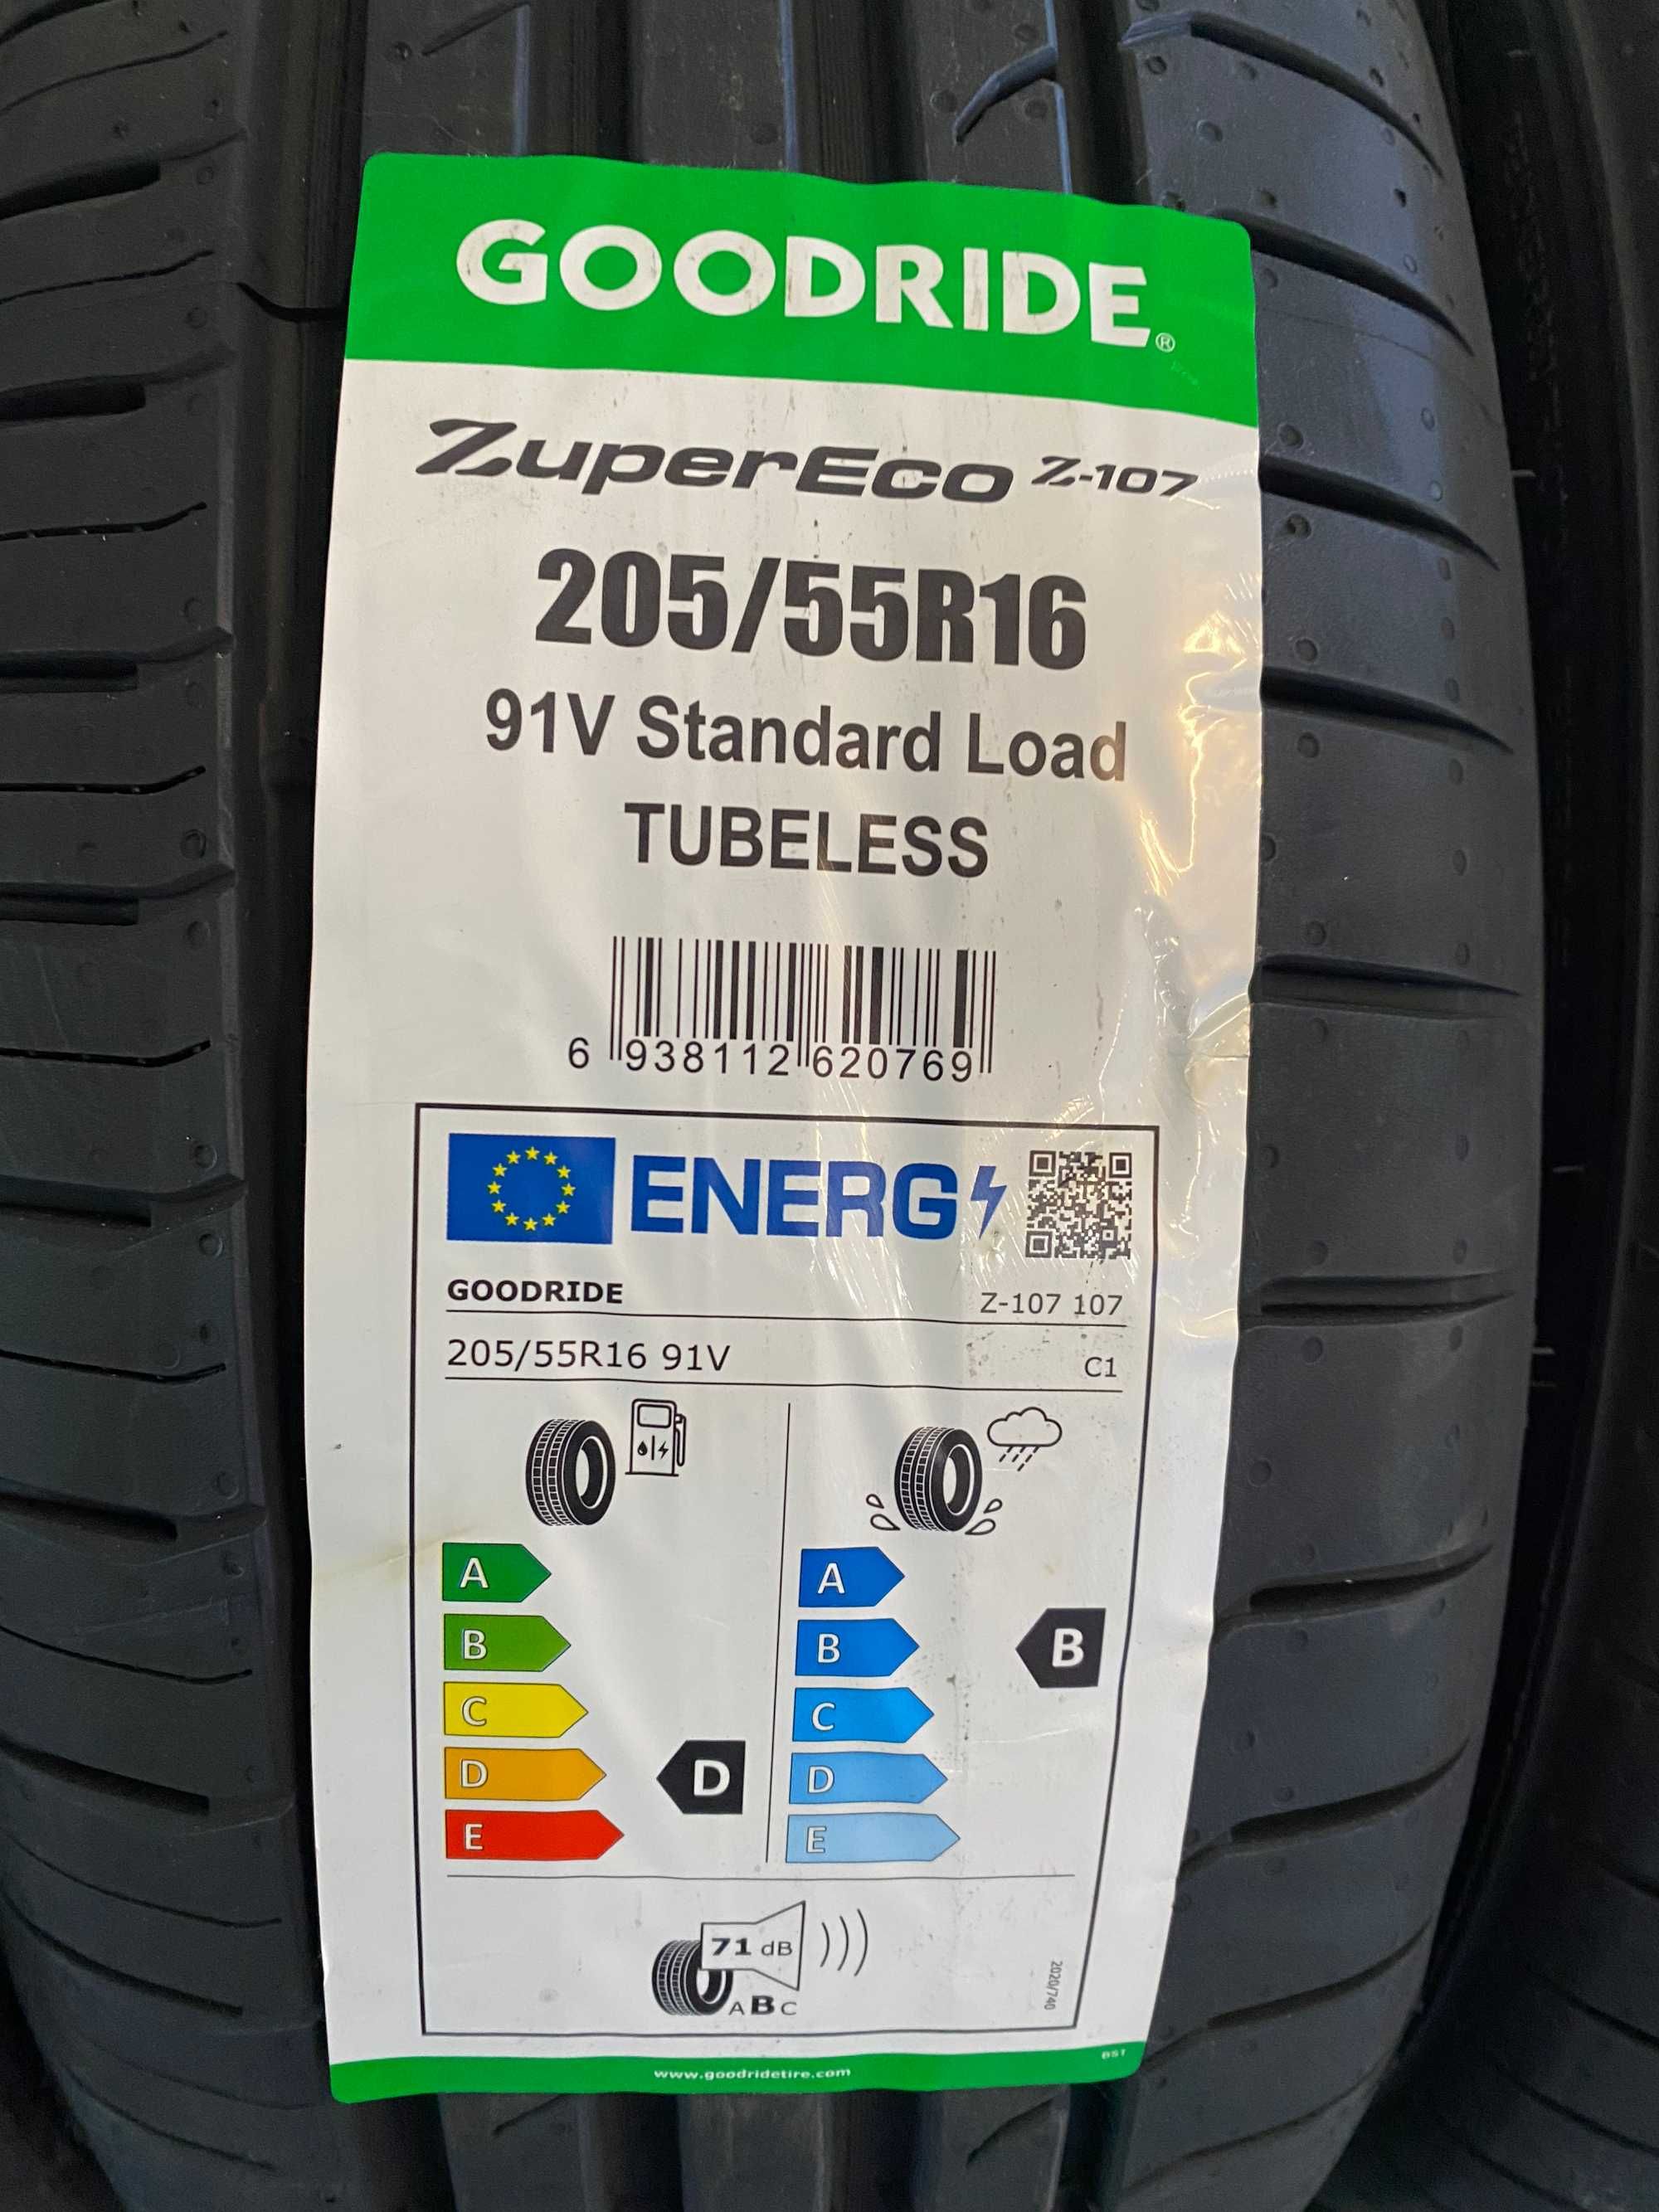 GOODRIDE®
ZuperEco Z-107
205/55R16
91V Standard Load
TUBELESS
6 938112 620769
ENERG
GOODRIDE Z-107 107
205/55R16 91V C1
A A
B B B
C C
D D D
E E
71 dB
A B C
2020/740
BST
www.goodridetire.com